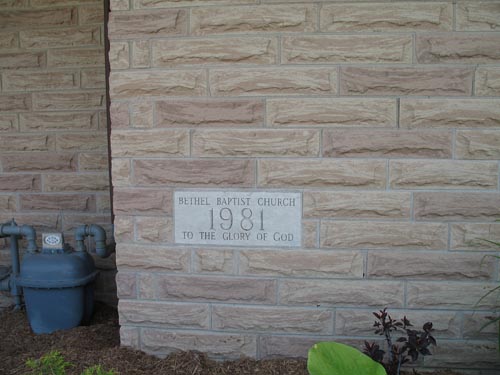 BETHEL BAPTIST CHURCH
1981
TO THE GLORY OF GOD